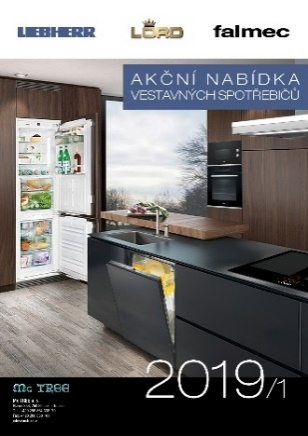 LIEBHERR LORD falmec
AKČNÍ NABÍDKA
VESTAVNÝCH SPOTŘEBIČŮ
Mc TREE
2019/1